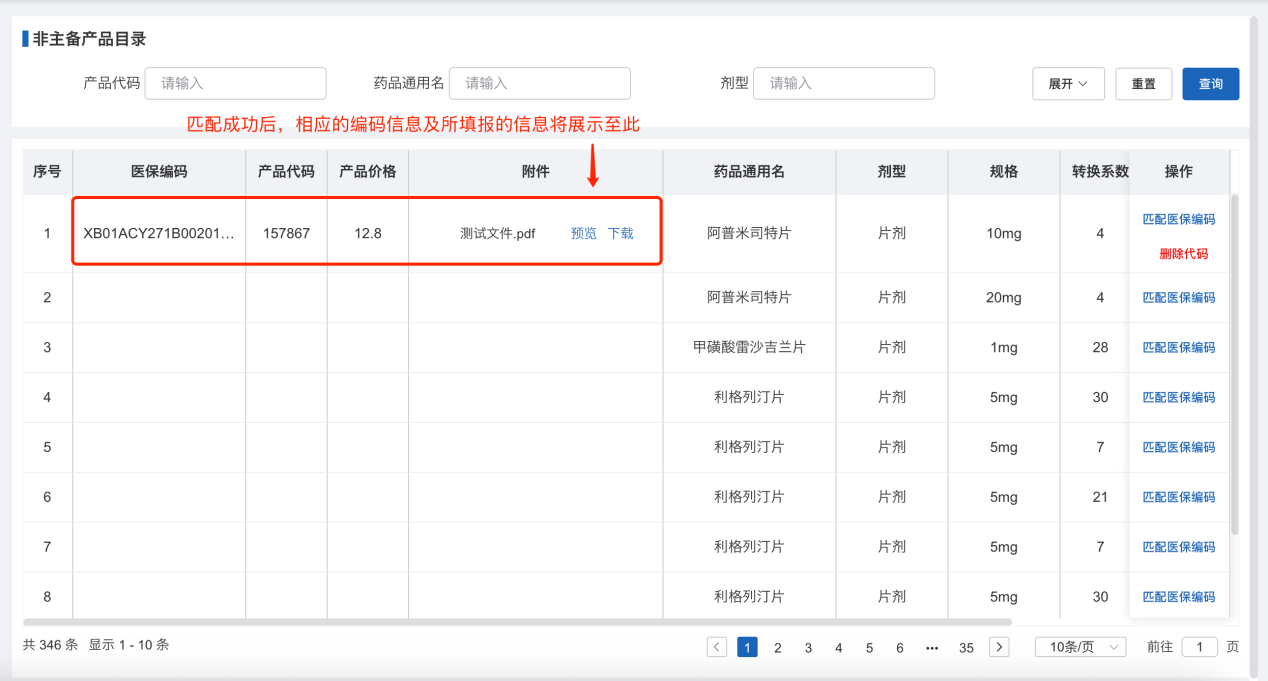 非主备产品目录
产品代码 请输入 药品通用名 请输入 剂型 请输入 展开 重置 查询
匹配成功后，相应的编码信息及所填报的信息将展示至此
序号 医保编码 产品代码 产品价格 附件 药品通用名 剂型 规格 转换系数 操作
1 XB01ACY271B00201... 157867 12.8 测试文件.pdf 预览 下载 阿普米司特片 片剂 10mg 4 匹配医保编码
删除代码
2 阿普米司特片 片剂 20mg 4 匹配医保编码
3 甲磺酸雷沙吉兰片 片剂 1mg 28 匹配医保编码
4 利格列汀片 片剂 5mg 30 匹配医保编码
5 利格列汀片 片剂 5mg 7 匹配医保编码
6 利格列汀片 片剂 5mg 21 匹配医保编码
7 利格列汀片 片剂 5mg 7 匹配医保编码
8 利格列汀片 片剂 5mg 30 匹配医保编码
共 346 条 显示 1 - 10 条 < 1 2 3 4 5 6 ··· 35 > 10条/页 前往 1 页